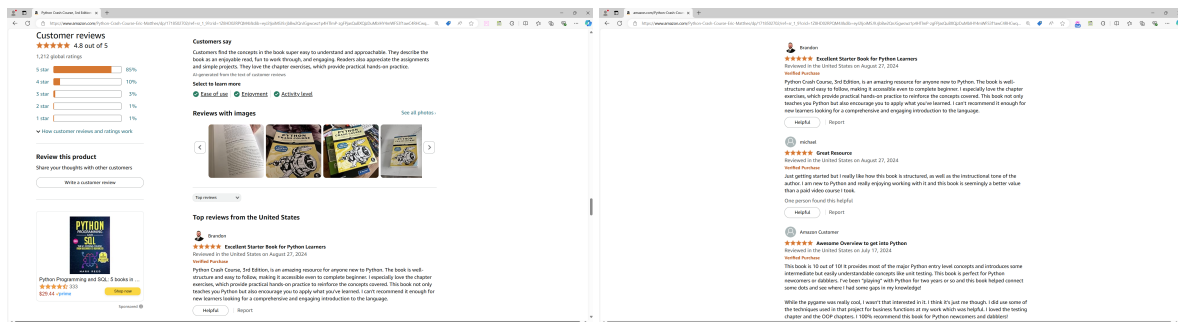 Python Crash Course, 3rd Edition:
Customer reviews
4.8 out of 5
1,212 global ratings
5 star 85%
4 star 10%
3 star 3%
2 star 1%
1 star 1%
How customer reviews and ratings work
Review this product
Share your thoughts with other customers
Write a customer review
PYTHON
PROGRAMMING
AND
SQL
MARK REED
Python Programming and SQL: 5 books in ...
333
$29.44
Shop now
Sponsored
Customers say
Customers find the concepts in the book super easy to understand and approachable. They describe
the book as an enjoyable read, fun to work through, and engaging. Readers also appreciate the assignments
and simple projects. They love the chapter exercises, which provide practical hands-on practice.
AI-generated from the text of customer reviews
Select to learn more
Ease of use
Enjoyment
Activity level
Reviews with images
See all photos
Top reviews
Top reviews from the United States
Brandon
Excellent Starter Book for Python Learners
Reviewed in the United States on August 27, 2024
Verified Purchase
Python Crash Course, 3rd Edition, is an amazing resource for anyone new to Python. The book is well-
structure and easy to follow, making it accessible even to complete beginner. I especially love the chapter
exercises, which provide practical hands-on practice to reinforce the concepts covered. This book not only
teaches you Python but also encourage you to apply what you've learned. I can't recommend it enough for
new learners looking for a comprehensive and engaging introduction to the language.
Helpful
Report
Brandon
Excellent Starter Book for Python Learners
Reviewed in the United States on August 27, 2024
Verified Purchase
Python Crash Course, 3rd Edition, is an amazing resource for anyone new to Python. The book is well-
structure and easy to follow, making it accessible even to complete beginner. I especially love the chapter
exercises, which provide practical hands-on practice to reinforce the concepts covered. This book not only
teaches you Python but also encourage you to apply what you've learned. I can't recommend it enough for
new learners looking for a comprehensive and engaging introduction to the language.
Helpful
Report
michael
Great Resource
Reviewed in the United States on August 27, 2024
Verified Purchase
Just getting started but I really like how this book is structured, as well as the instructional tone of the
author. I am new to Python and really enjoying working with it and this book is seemingly a better value
than a paid video course I took.
One person found this helpful
Helpful
Report
Amazon Customer
Awesome Overview to get into Python
Reviewed in the United States on July 17, 2024
Verified Purchase
This book is 10 out of 10! It provides most of the major Python entry level concepts and introduces some
intermediate but easily understandable concepts like unit testing. This book is perfect for Python
newcomers or dabblers. I've been "playing" with Python for two years or so and this book helped connect
some dots and see where I had some gaps in my knowledge!
While the pygame was really cool, I wasn't that interested in it. I think it's just me though. I did use some of
the techniques used in that project for business functions at my work which was helpful. I loved the testing
chapter and the OOP chapters. I 100% recommend this book for Python newcomers and dabblers!